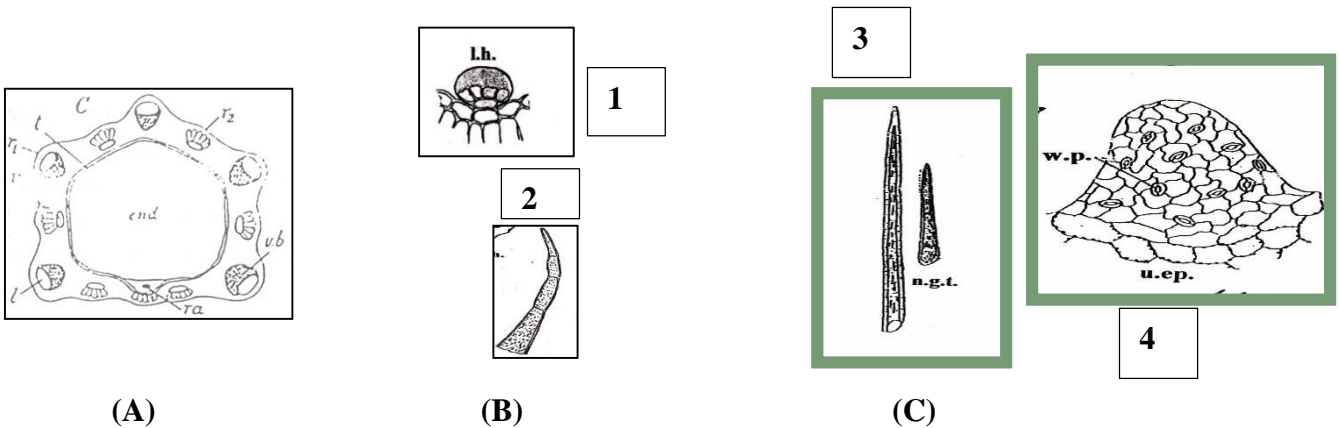 C
t
r₂
r₁
r
end
v.b
l
ra
(A)
l.h.
1
2
(B)
3
n.g.t.
w.p.
u.ep.
4
(C)